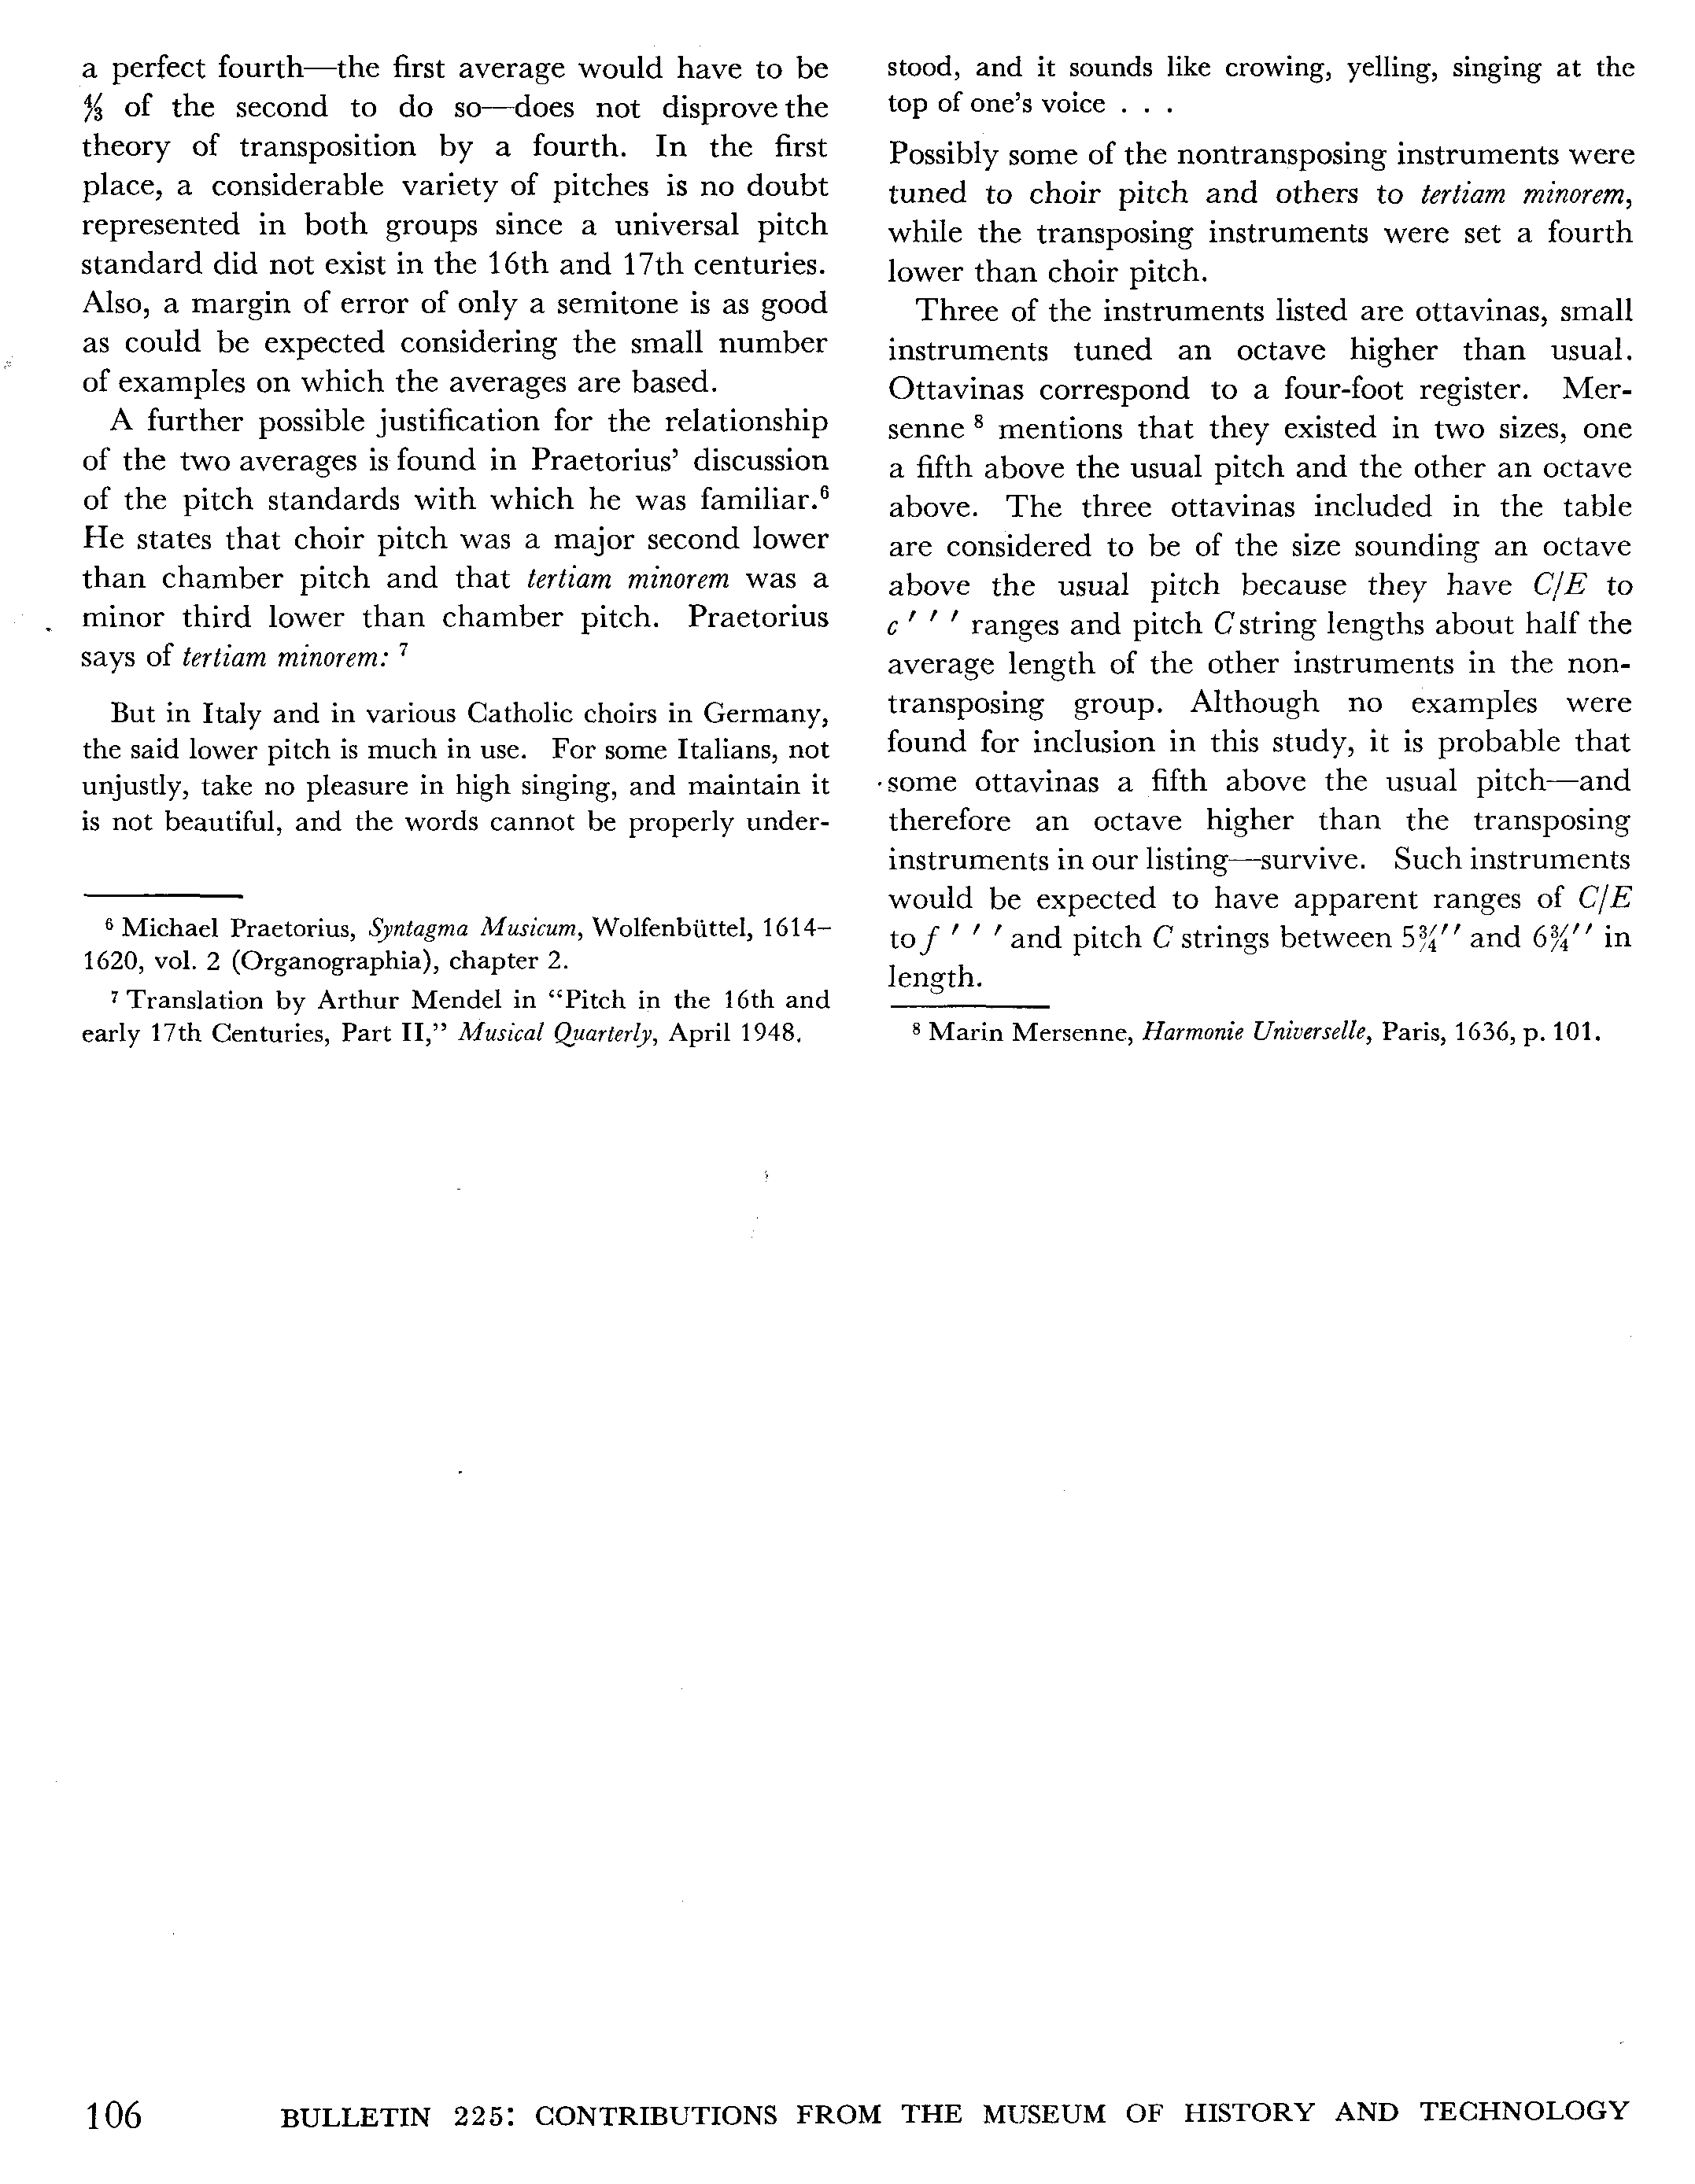 a perfect fourth—the first average would have to be
⁴⁄₃ of the second to do so—does not disprove the
theory of transposition by a fourth. In the first
place, a considerable variety of pitches is no doubt
represented in both groups since a universal pitch
standard did not exist in the 16th and 17th centuries.
Also, a margin of error of only a semitone is as good
as could be expected considering the small number
of examples on which the averages are based.
A further possible justification for the relationship
of the two averages is found in Praetorius' discussion
of the pitch standards with which he was familiar.⁶
He states that choir pitch was a major second lower
than chamber pitch and that tertiam minorem was a
minor third lower than chamber pitch. Praetorius
says of tertiam minorem: ⁷
But in Italy and in various Catholic choirs in Germany,
the said lower pitch is much in use. For some Italians, not
unjustly, take no pleasure in high singing, and maintain it
is not beautiful, and the words cannot be properly under-
⁶ Michael Praetorius, Syntagma Musicum, Wolfenbüttel, 1614–
1620, vol. 2 (Organographia), chapter 2.
⁷ Translation by Arthur Mendel in “Pitch in the 16th and
early 17th Centuries, Part II,” Musical Quarterly, April 1948.
stood, and it sounds like crowing, yelling, singing at the
top of one's voice . . .
Possibly some of the nontransposing instruments were
tuned to choir pitch and others to tertiam minorem,
while the transposing instruments were set a fourth
lower than choir pitch.
Three of the instruments listed are ottavinas, small
instruments tuned an octave higher than usual.
Ottavinas correspond to a four-foot register. Mer-
senne ⁸ mentions that they existed in two sizes, one
a fifth above the usual pitch and the other an octave
above. The three ottavinas included in the table
are considered to be of the size sounding an octave
above the usual pitch because they have C/E to
c′′′ ranges and pitch C string lengths about half the
average length of the other instruments in the non-
transposing group. Although no examples were
found for inclusion in this study, it is probable that
some ottavinas a fifth above the usual pitch—and
therefore an octave higher than the transposing
instruments in our listing—survive. Such instruments
would be expected to have apparent ranges of C/E
to f′′′ and pitch C strings between 5¾′′ and 6¾′′ in
length.
⁸ Marin Mersenne, Harmonie Universelle, Paris, 1636, p. 101.
106 BULLETIN 225: CONTRIBUTIONS FROM THE MUSEUM OF HISTORY AND TECHNOLOGY